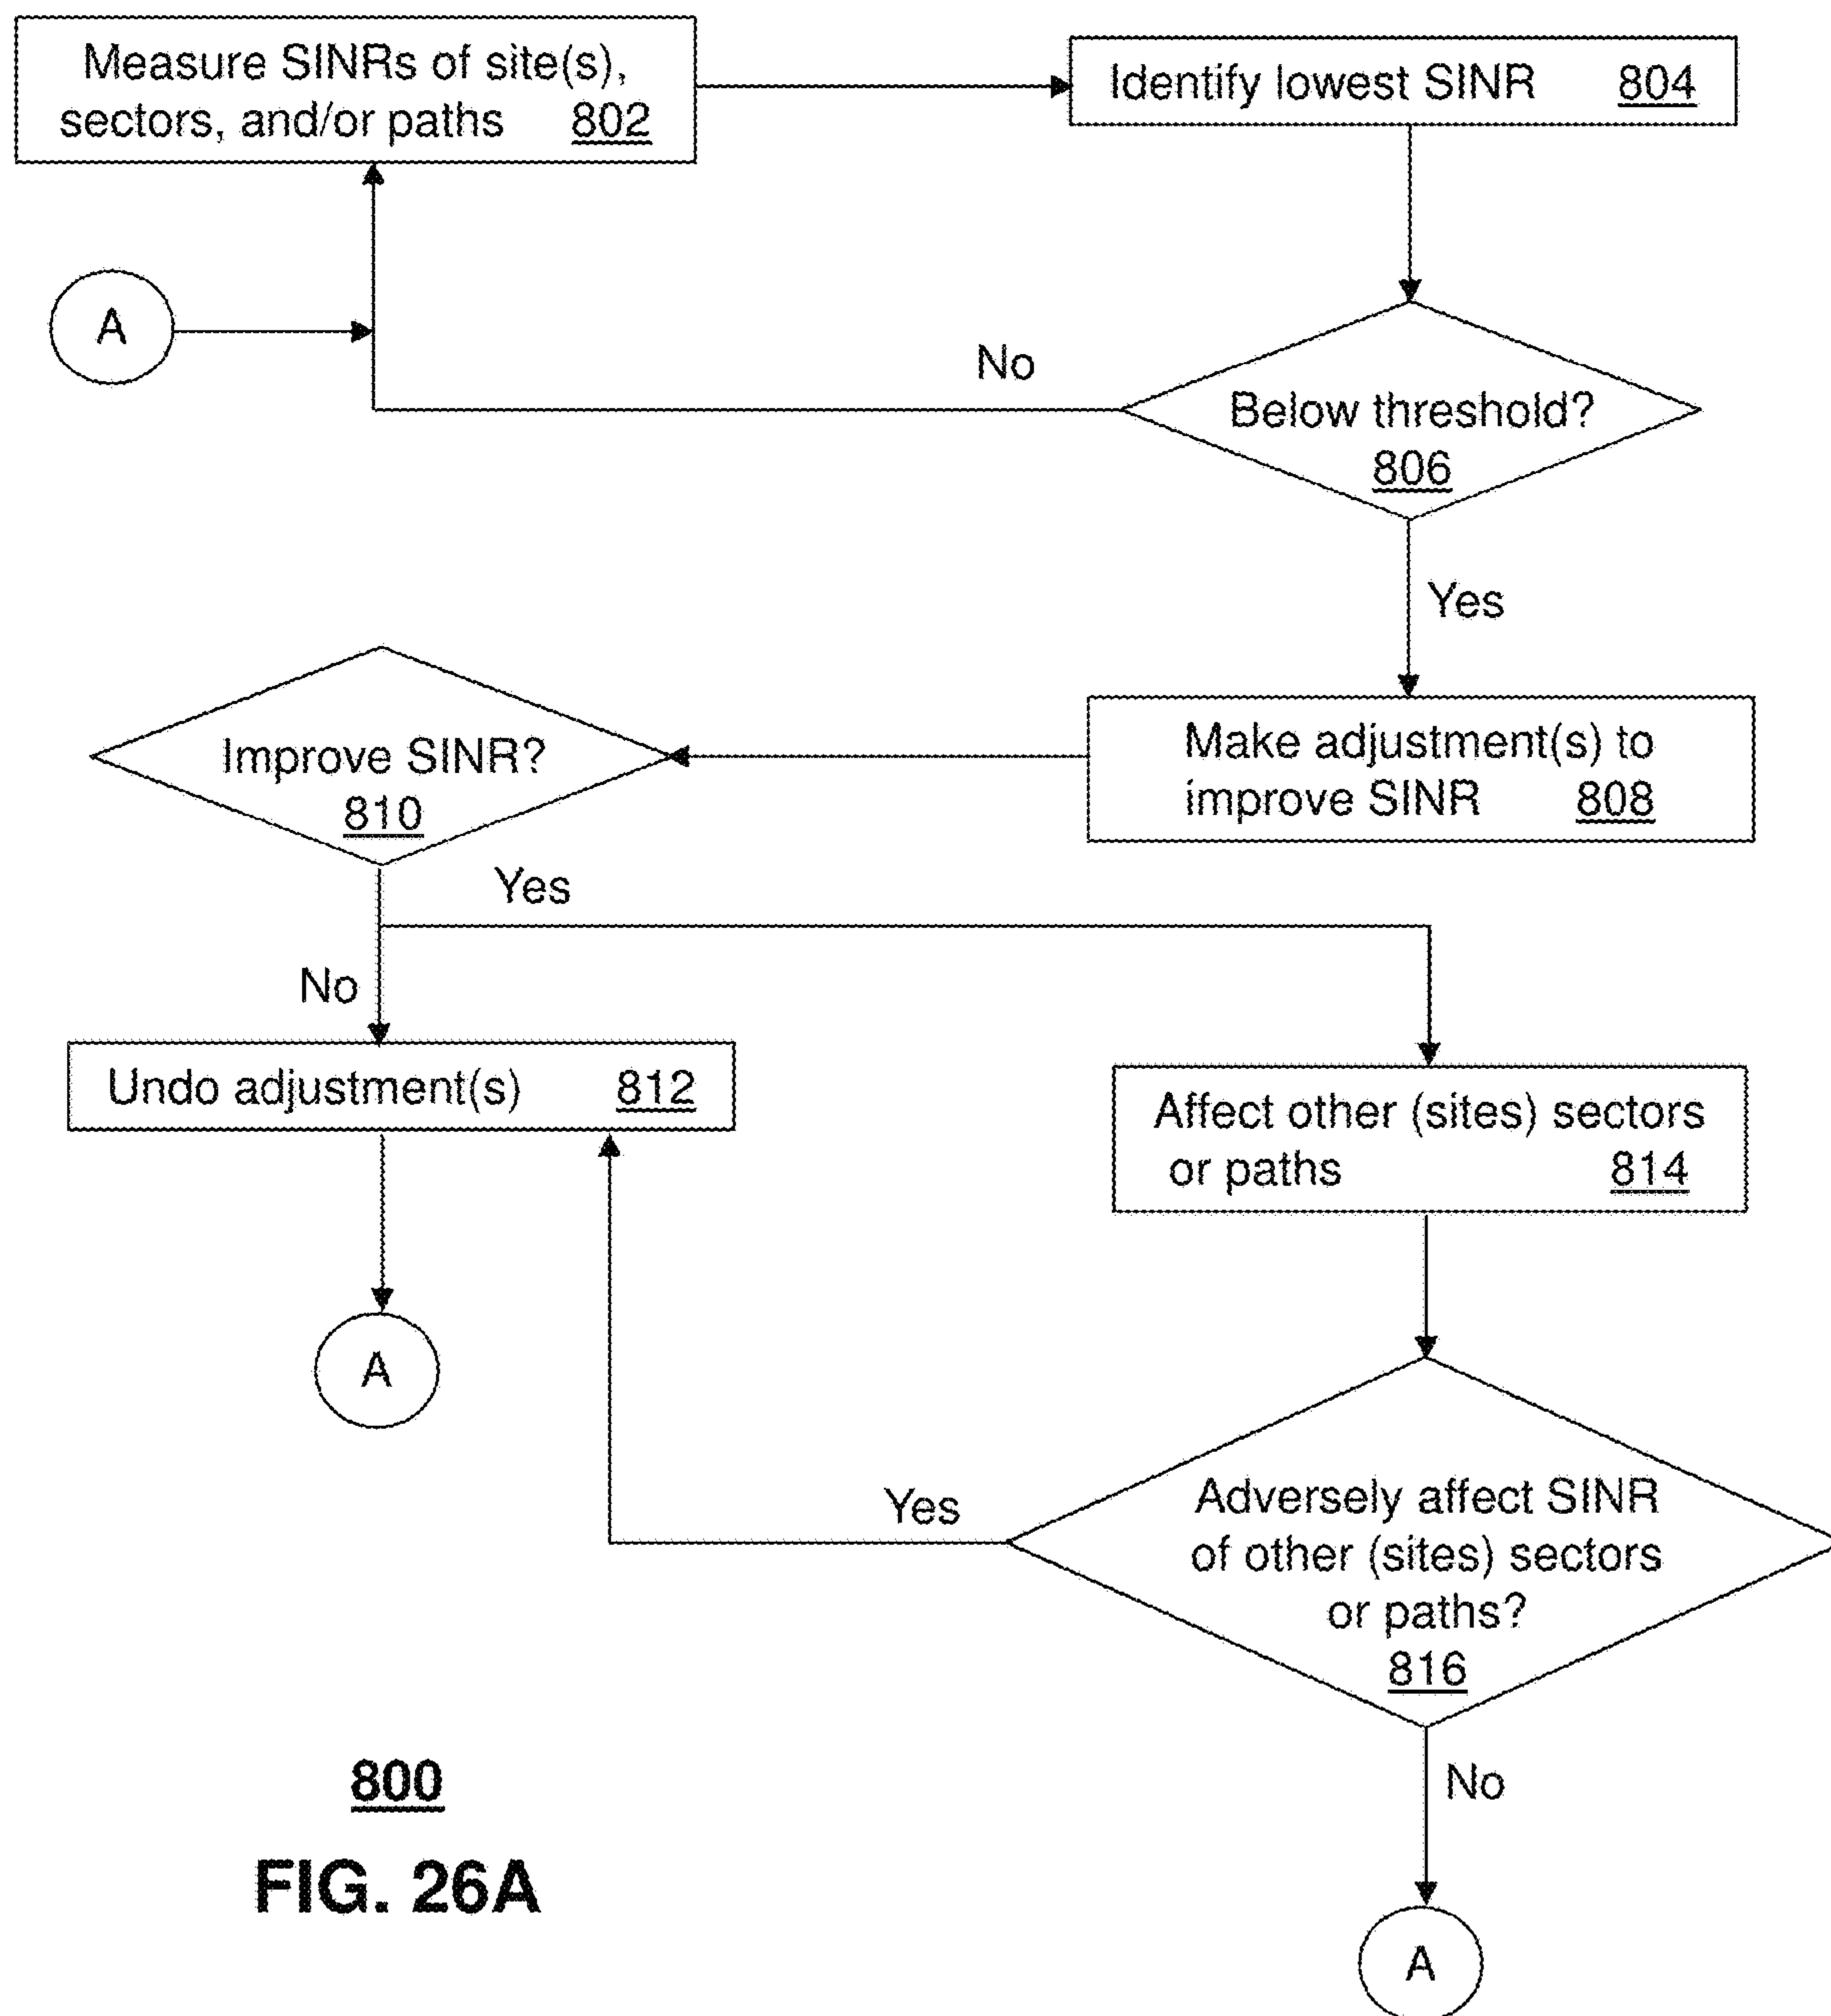 Measure SINRs of site(s),
sectors, and/or paths 802
Identify lowest SINR 804
A
No
Below threshold?
806
Yes
Improve SINR?
810
Make adjustment(s) to
improve SINR 808
Yes
No
Undo adjustment(s) 812
Affect other (sites) sectors
or paths 814
A
Yes
Adversely affect SINR
of other (sites) sectors
or paths?
816
No
800
FIG. 26A
A